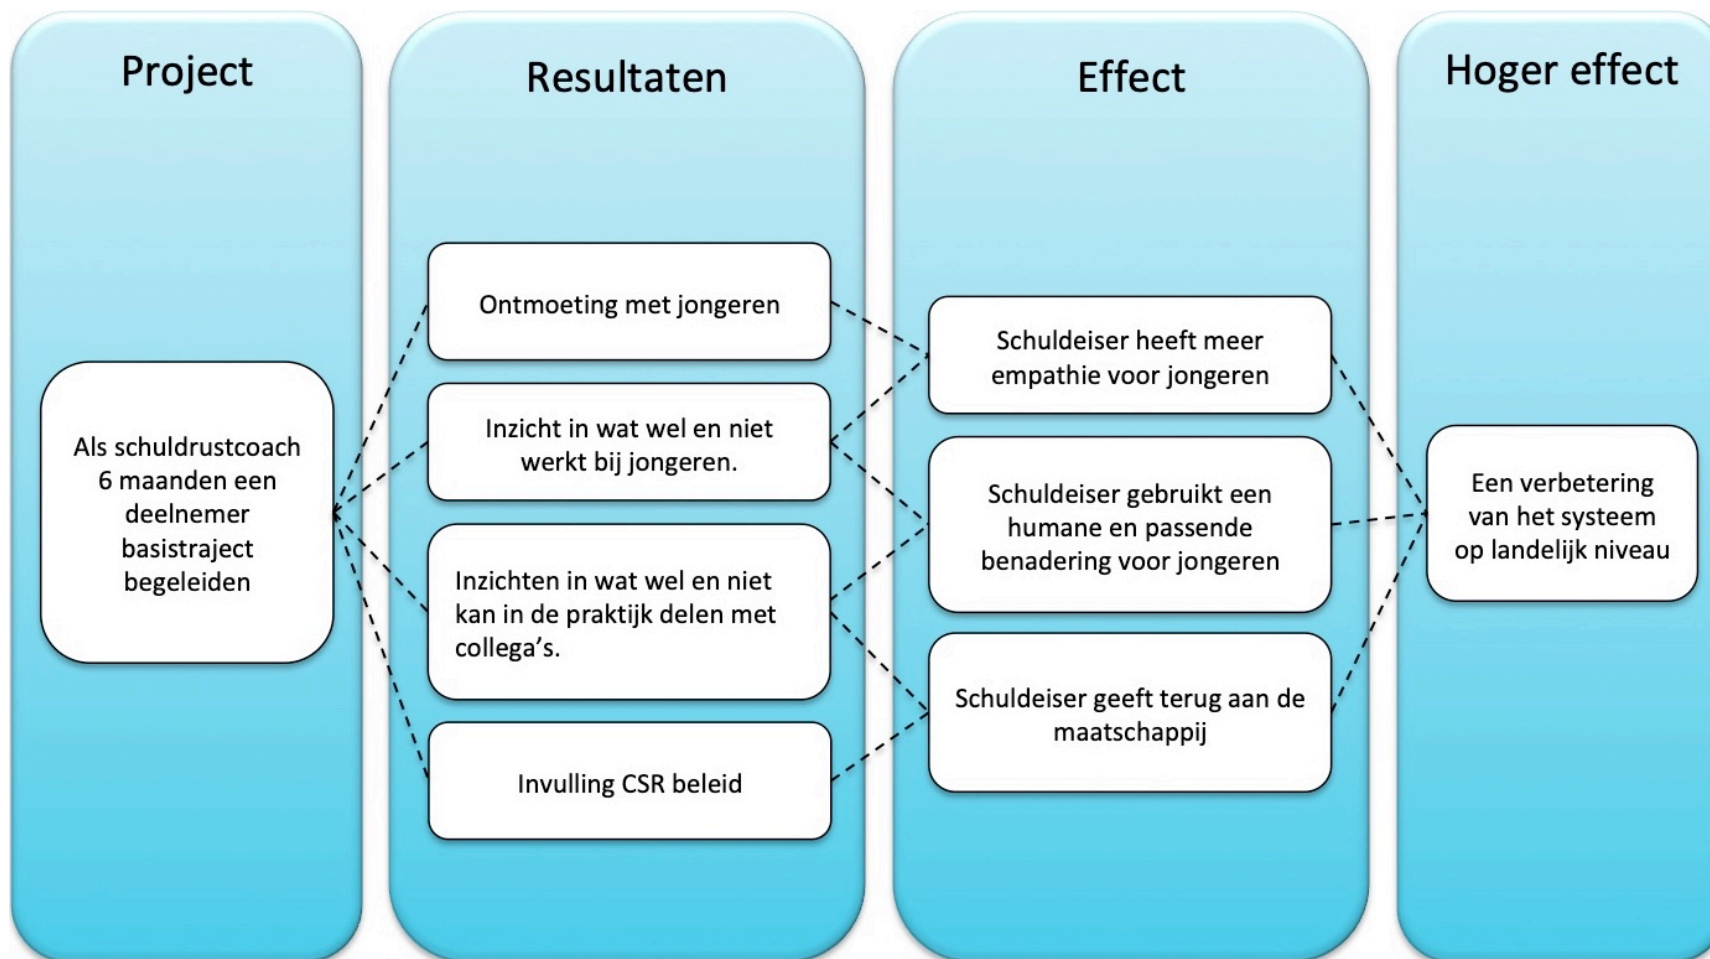 Project
Als schuldrustcoach
6 maanden een
deelnemer
basistraject
begeleiden
Resultaten
Ontmoeting met jongeren
Inzicht in wat wel en niet
werkt bij jongeren.
Inzichten in wat wel en niet
kan in de praktijk delen met
collega’s.
Invulling CSR beleid
Effect
Schuldeiser heeft meer
empathie voor jongeren
Schuldeiser gebruikt een
humane en passende
benadering voor jongeren
Schuldeiser geeft terug aan de
maatschappij
Hoger effect
Een verbetering
van het systeem
op landelijk niveau